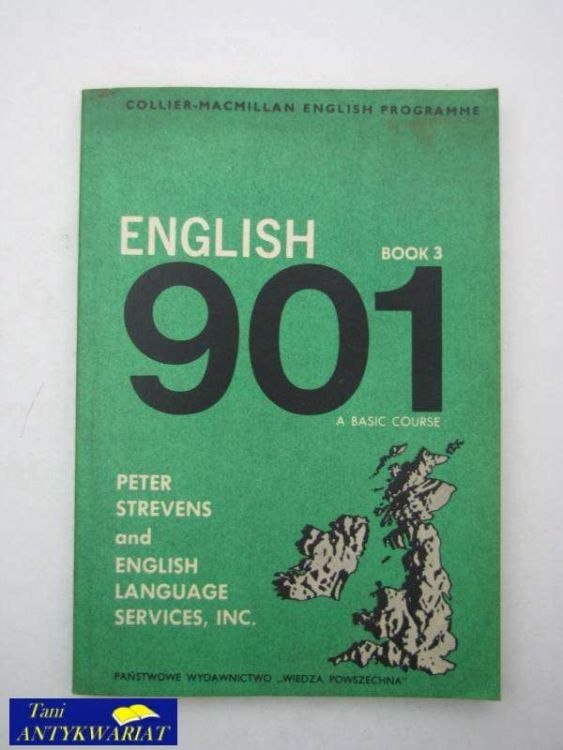 COLLIER-MACMILLAN ENGLISH PROGRAMME
ENGLISH
BOOK 3
901
A BASIC COURSE
PETER
STREVENS
and
ENGLISH
LANGUAGE
SERVICES, INC.
PAŃSTWOWE WYDAWNICTWO „WIEDZA POWSZECHNA"
Tani
ANTYKWARIAT